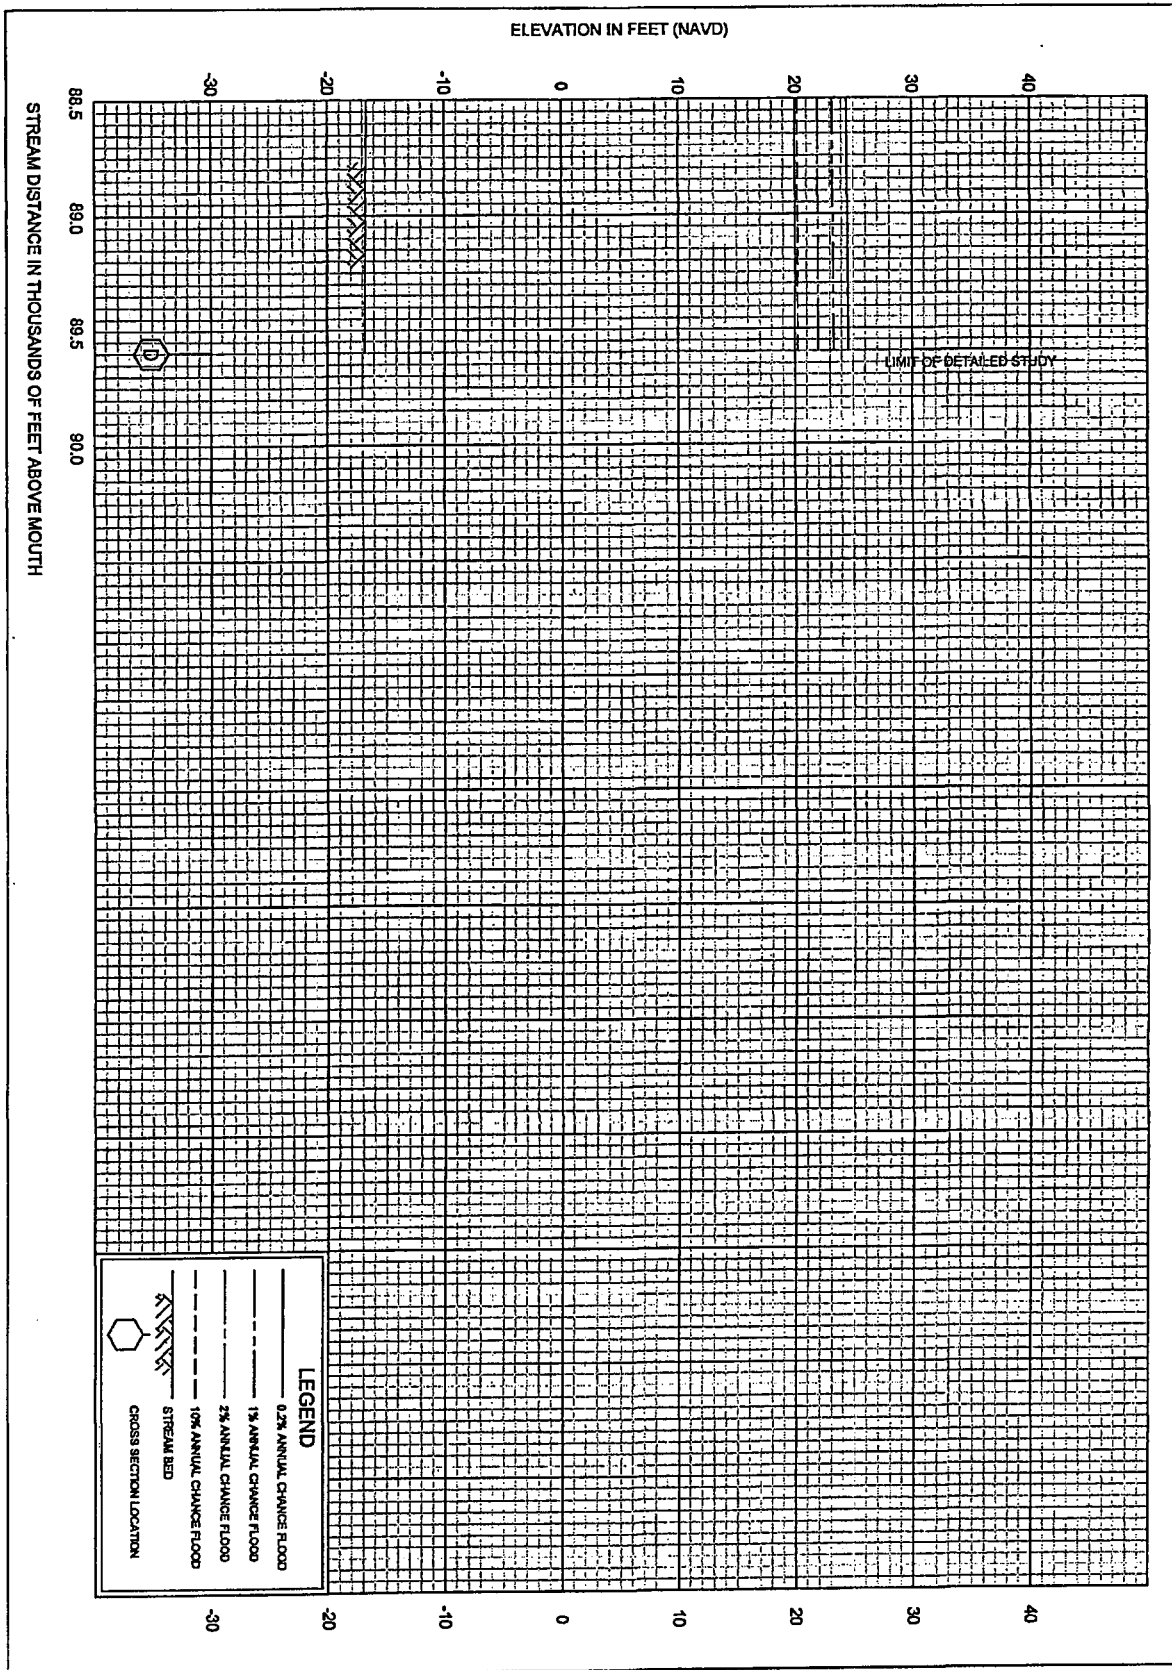 ELEVATION IN FEET (NAVD)
-30
-20
-10
0
10
20
30
40
88.5
89.0
89.5
90.0
STREAM DISTANCE IN THOUSANDS OF FEET ABOVE MOUTH
D
LIMIT OF DETAILED STUDY
LEGEND
0.2% ANNUAL CHANCE FLOOD
1% ANNUAL CHANCE FLOOD
2% ANNUAL CHANCE FLOOD
10% ANNUAL CHANCE FLOOD
STREAM BED
CROSS SECTION LOCATION
-30
-20
-10
0
10
20
30
40